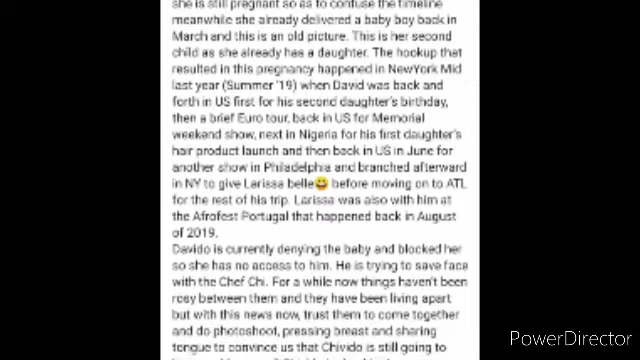 she is still pregnant so as to confuse the timeline
meanwhile she already delivered a baby boy back in
March and this is an old picture. This is her second
child as she already has a daughter. The hookup that
resulted in this pregnancy happened in NewYork Mid
last year (Summer '19) when David was back and
forth in US first for his second daughter's birthday,
then a brief Euro tour, back in US for Memorial
weekend show, next in Nigeria for his first daughter's
hair product launch and then back in US in June for
another show in Philadelphia and branched afterward
in NY to give Larissa belle😀 before moving on to ATL
for the rest of his trip. Larissa was also with him at
the Afrofest Portugal that happened back in August
of 2019.
Davido is currently denying the baby and blocked her
so she has no access to him. He is trying to save face
with the Chef Chi. For a while now things haven't been
rosy between them and they have been living apart
but with this news now, trust them to come together
and do photoshoot, pressing breast and sharing
tongue to convince us that Chivido is still going to
PowerDirector